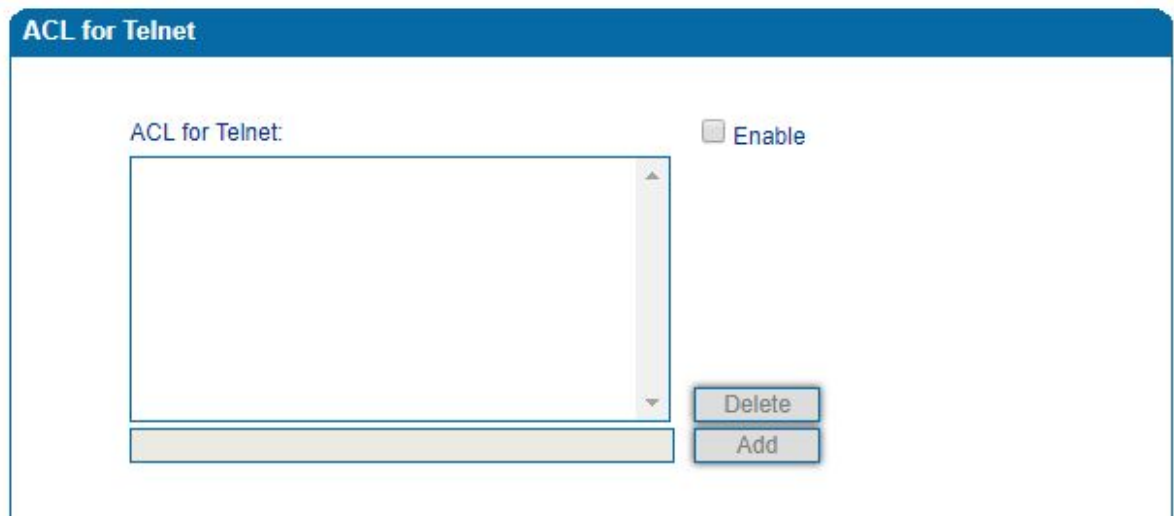 ACL for Telnet
ACL for Telnet:
Enable
Delete
Add